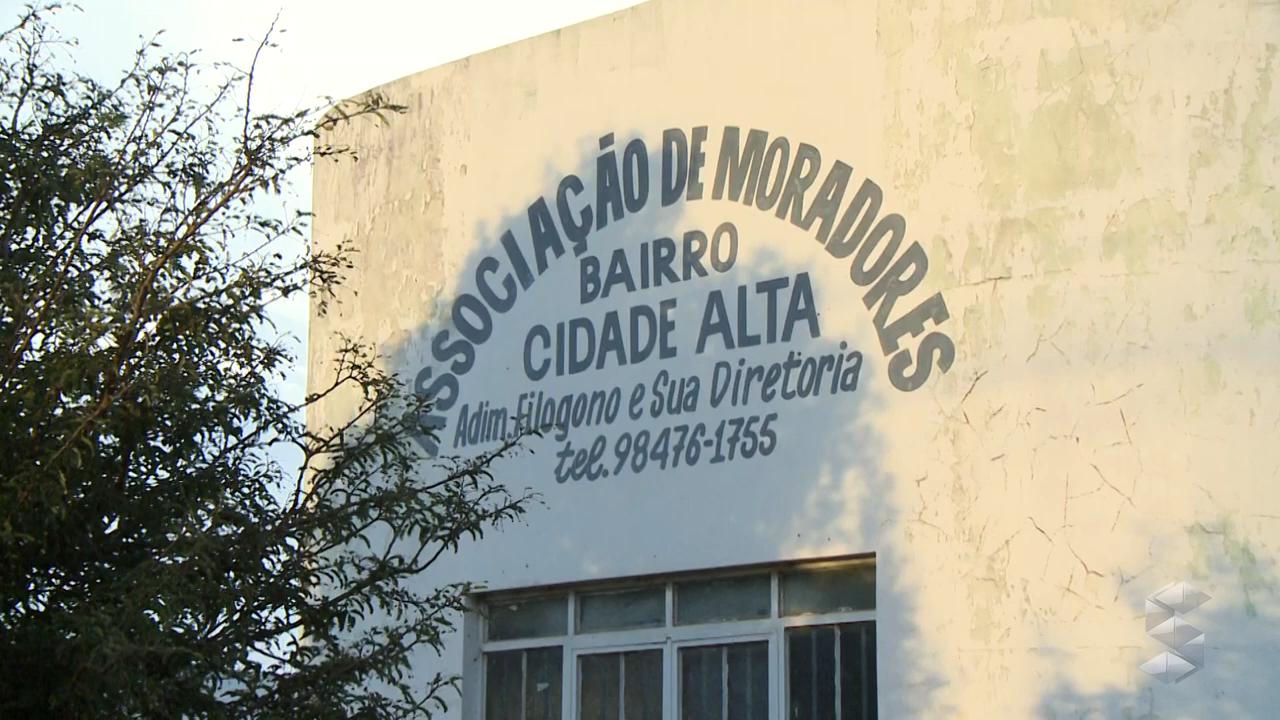 ASSOCIAÇÃO DE MORADORES
BAIRRO
CIDADE ALTA
Adim. Filogono e Sua Diretoria
tel. 98476-1755